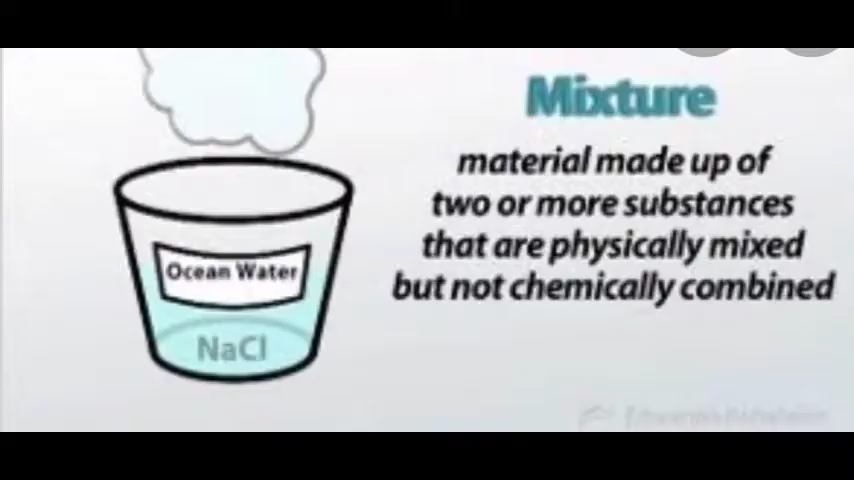 Mixture
material made up of
two or more substances
that are physically mixed
but not chemically combined
Ocean Water
NaCl